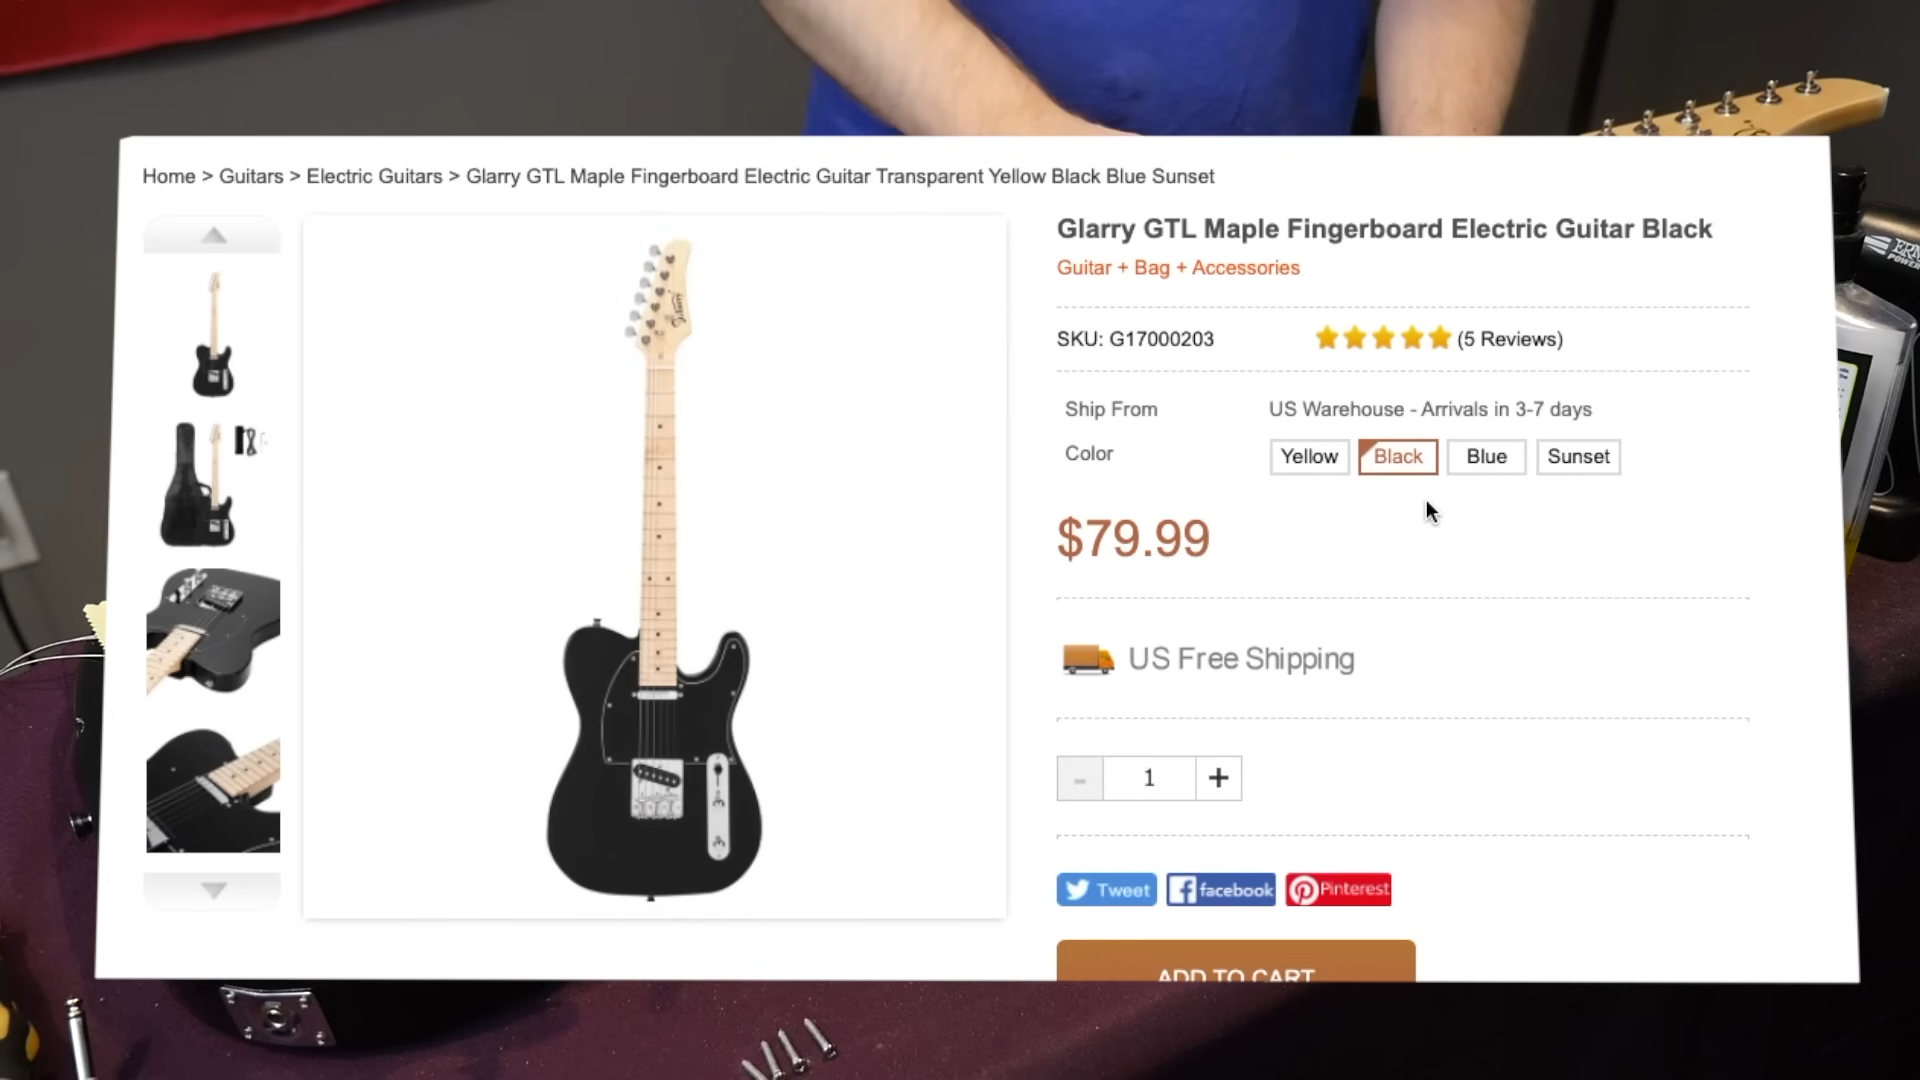 Home > Guitars > Electric Guitars > Glarry GTL Maple Fingerboard Electric Guitar Transparent Yellow Black Blue Sunset
Glarry GTL Maple Fingerboard Electric Guitar Black
Guitar + Bag + Accessories
SKU: G17000203 (5 Reviews)
Ship From US Warehouse - Arrivals in 3-7 days
Color Yellow Black Blue Sunset
$79.99
US Free Shipping
- 1 +
Tweet facebook Pinterest
ADD TO CART
Glarry